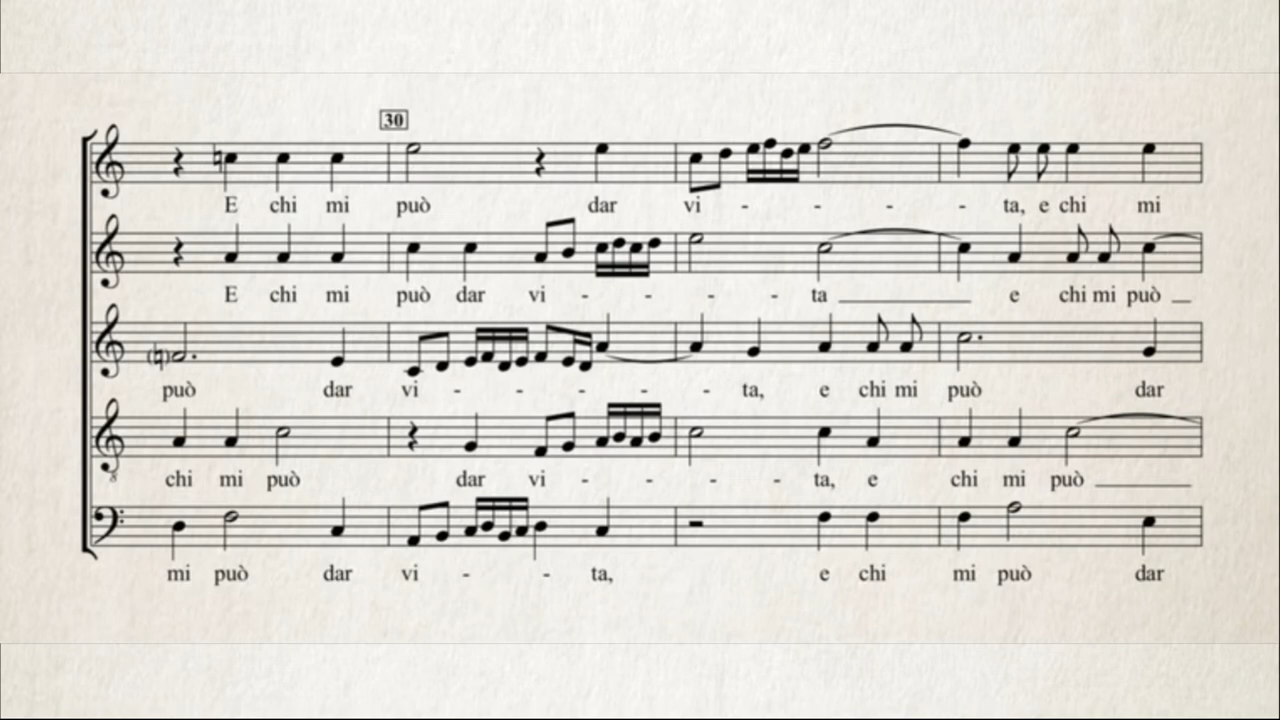 30
E chi mi può dar vi - - - - ta, e chi mi
E chi mi può dar vi - - - - ta e chi mi può
può dar vi - - - - - ta, e chi mi può dar
8
chi mi può dar vi - - - - ta, e chi mi può
mi può dar vi - - ta, e chi mi può dar